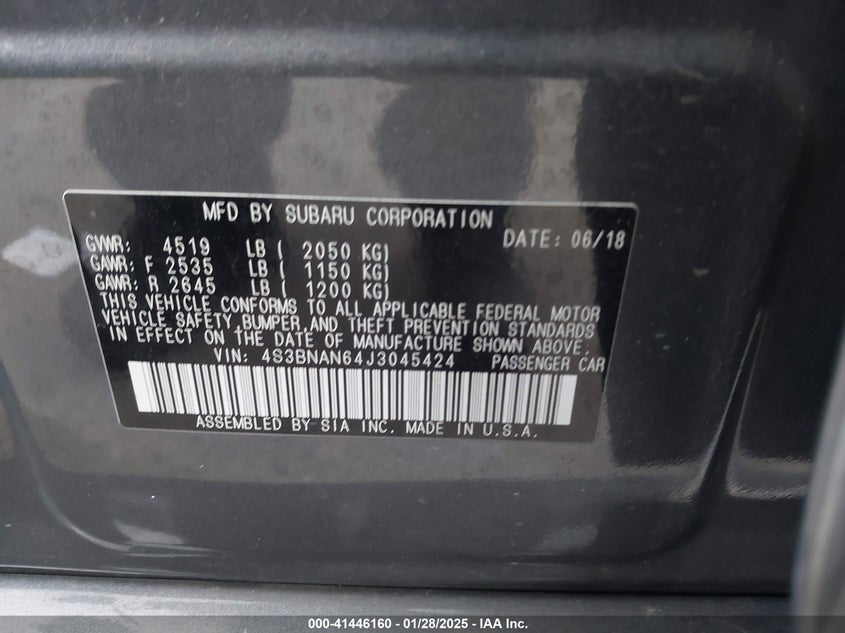 MFD BY SUBARU CORPORATION
DATE: 06/18
GVWR: 4519 LB ( 2050 KG)
GAWR: F 2535 LB ( 1150 KG)
GAWR: R 2645 LB ( 1200 KG)
THIS VEHICLE CONFORMS TO ALL APPLICABLE FEDERAL MOTOR
VEHICLE SAFETY, BUMPER, AND THEFT PREVENTION STANDARDS
IN EFFECT ON THE DATE OF MANUFACTURE SHOWN ABOVE.
VIN: 4S3BNAN64J3045424 PASSENGER CAR
ASSEMBLED BY SIA INC. MADE IN U.S.A.
000-41446160 - 01/28/2025 - IAA Inc.